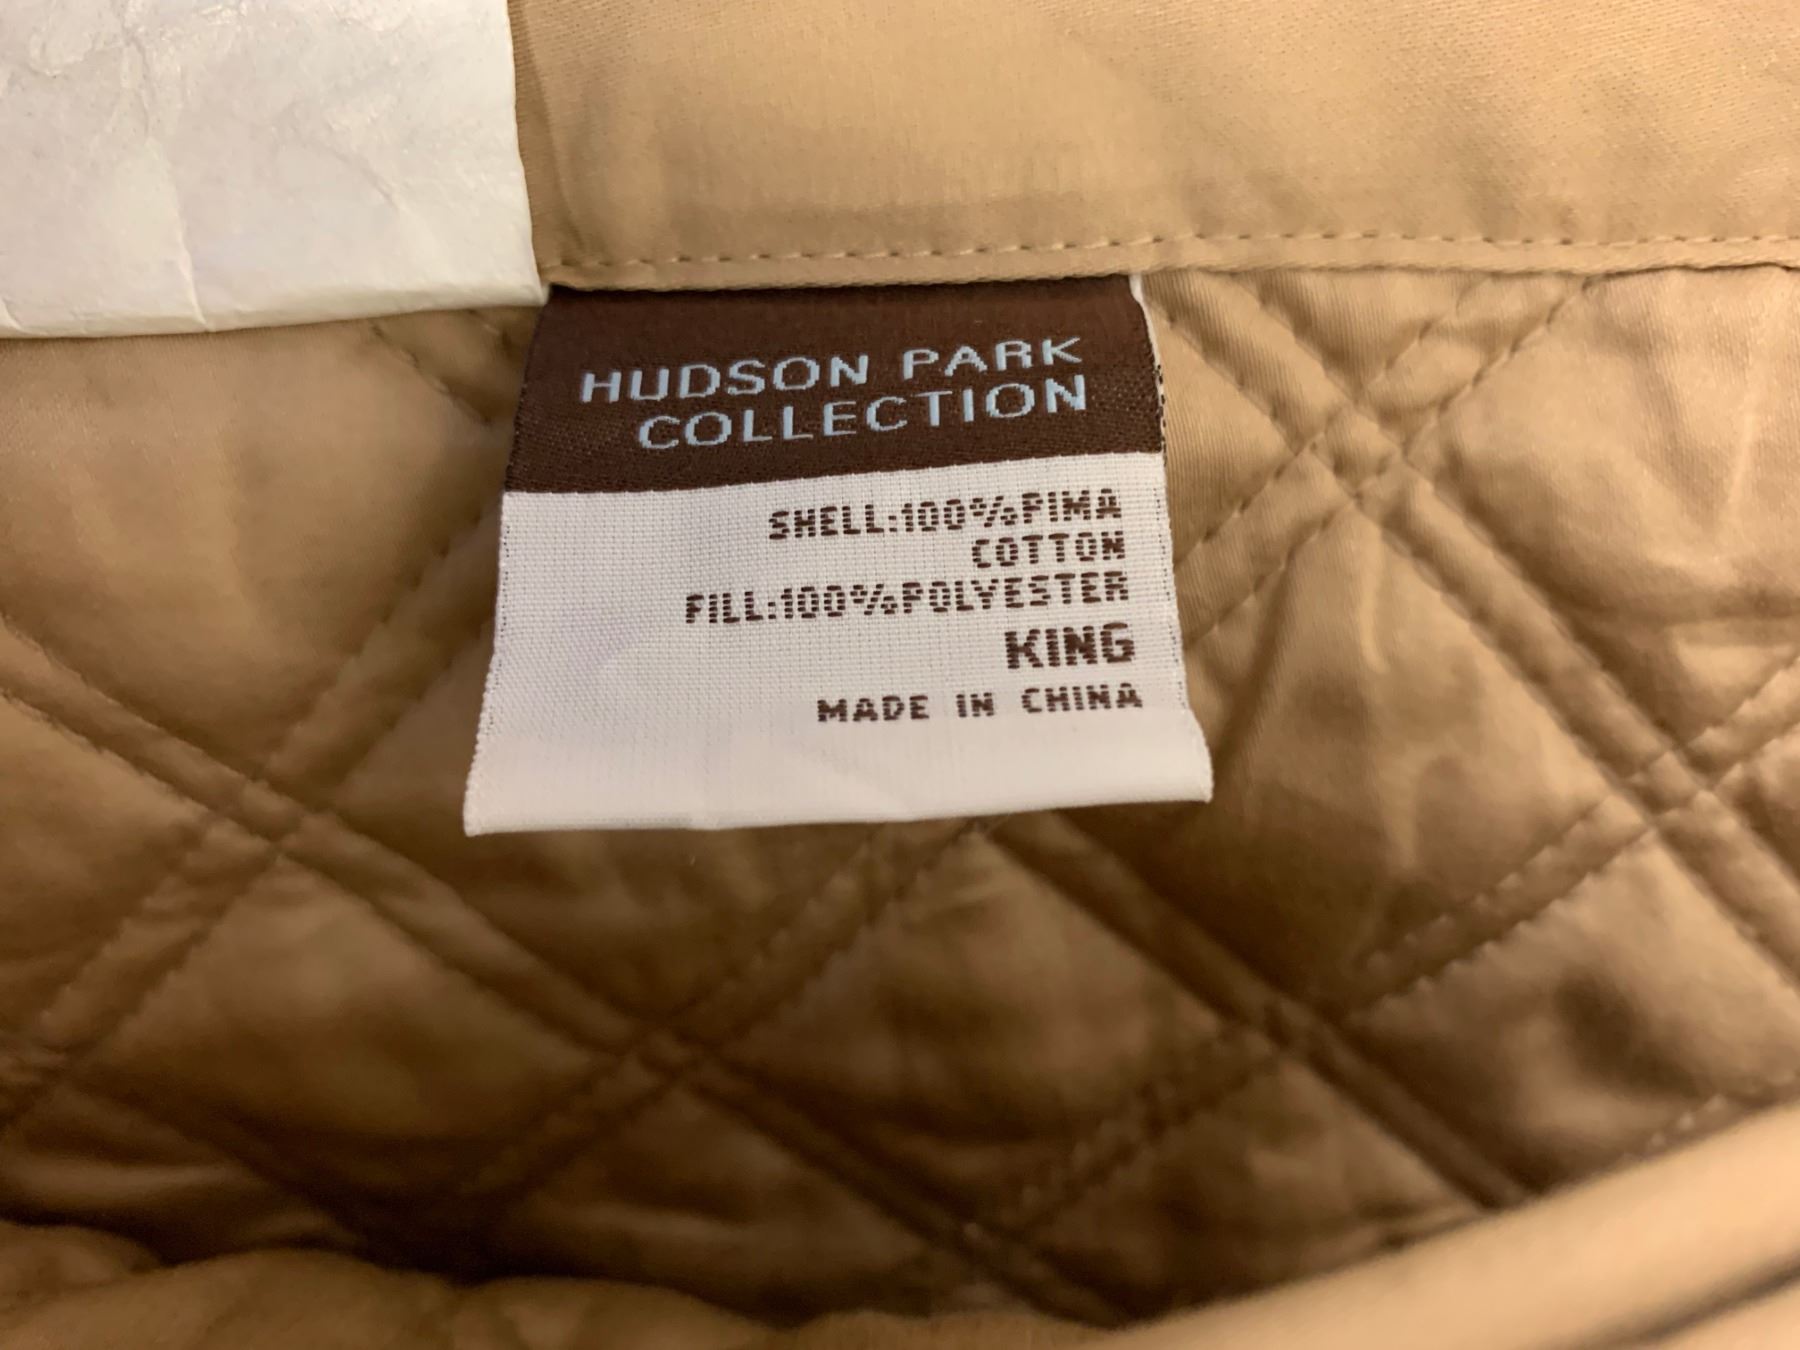 HUDSON PARK
COLLECTION
SHELL:100%PIMA
COTTON
FILL:100%POLYESTER
KING
MADE IN CHINA